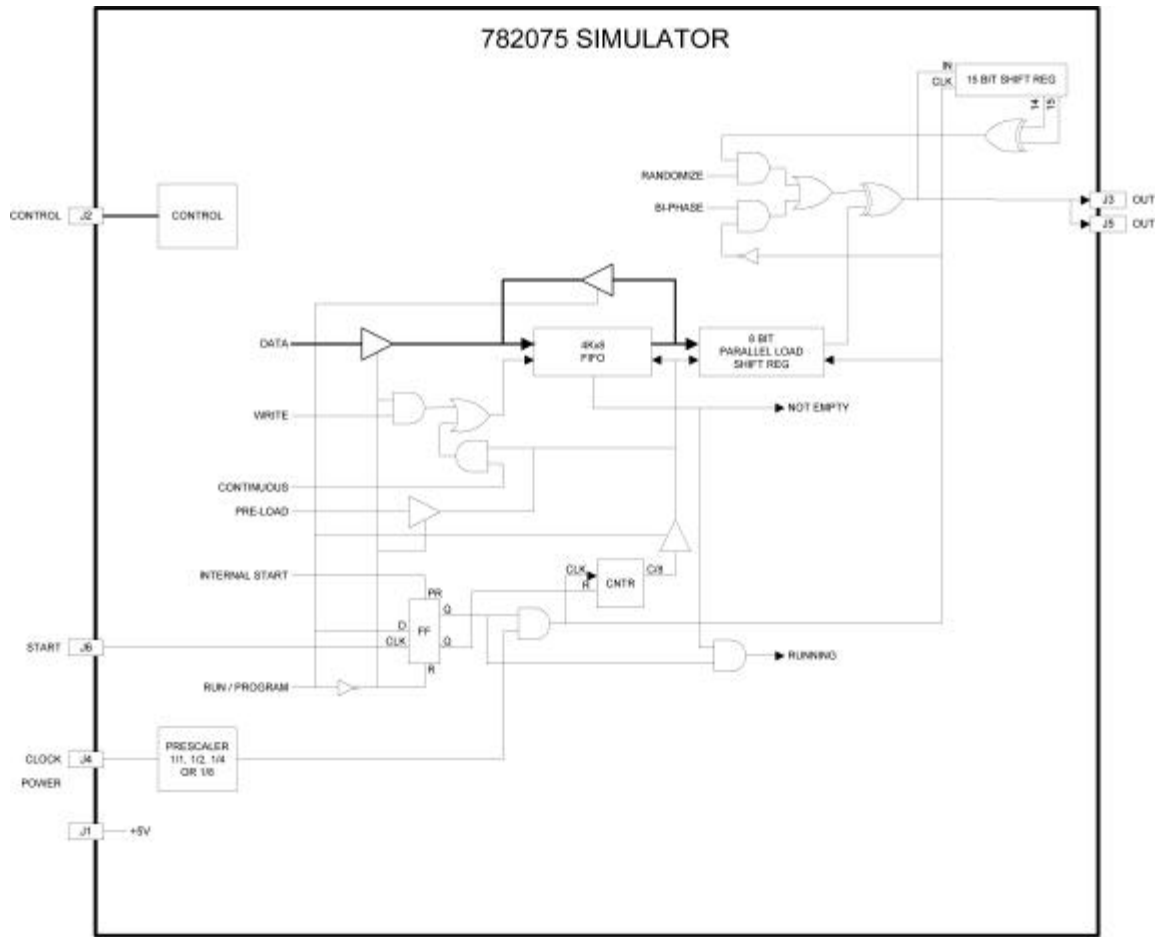 782075 SIMULATOR
IN
CLK
15 BIT SHIFT REG
14
15
RANDOMIZE
BI-PHASE
CONTROL
J2
CONTROL
J3
OUT
J5
OUT
DATA
4Kx8
FIFO
8 BIT
PARALLEL LOAD
SHIFT REG
WRITE
NOT EMPTY
CONTINUOUS
PRE-LOAD
INTERNAL START
CLK
R
CNTR
C/8
PR
D
CLK
FF
Q
Q
R
START
J6
RUNNING
RUN / PROGRAM
CLOCK
J4
PRESCALER
1/1, 1/2, 1/4
OR 1/8
POWER
J1
+5V